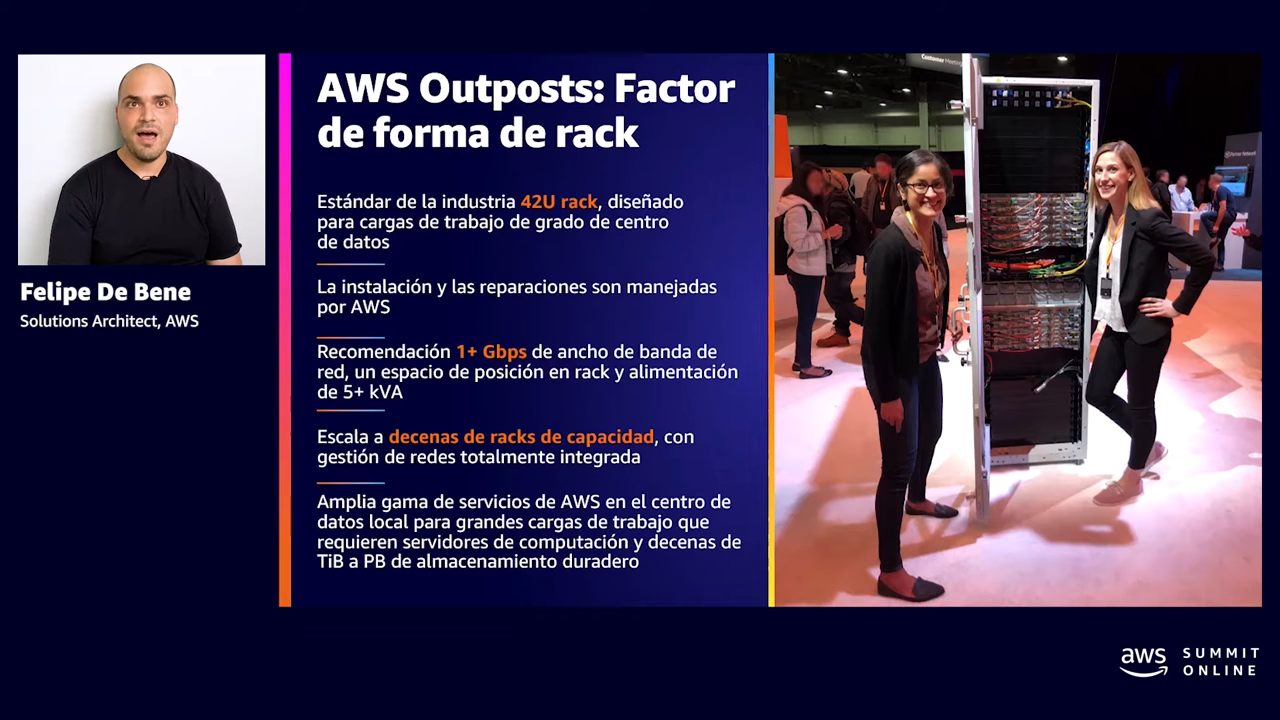 AWS Outposts: Factor
de forma de rack
Estándar de la industria 42U rack, diseñado
para cargas de trabajo de grado de centro
de datos
La instalación y las reparaciones son manejadas
por AWS
Recomendación 1+ Gbps de ancho de banda de
red, un espacio de posición en rack y alimentación
de 5+ kVA
Escala a decenas de racks de capacidad, con
gestión de redes totalmente integrada
Amplia gama de servicios de AWS en el centro de
datos local para grandes cargas de trabajo que
requieren servidores de computación y decenas de
TiB a PB de almacenamiento duradero
Felipe De Bene
Solutions Architect, AWS
Customer Meeting
aws SUMMIT
ONLINE